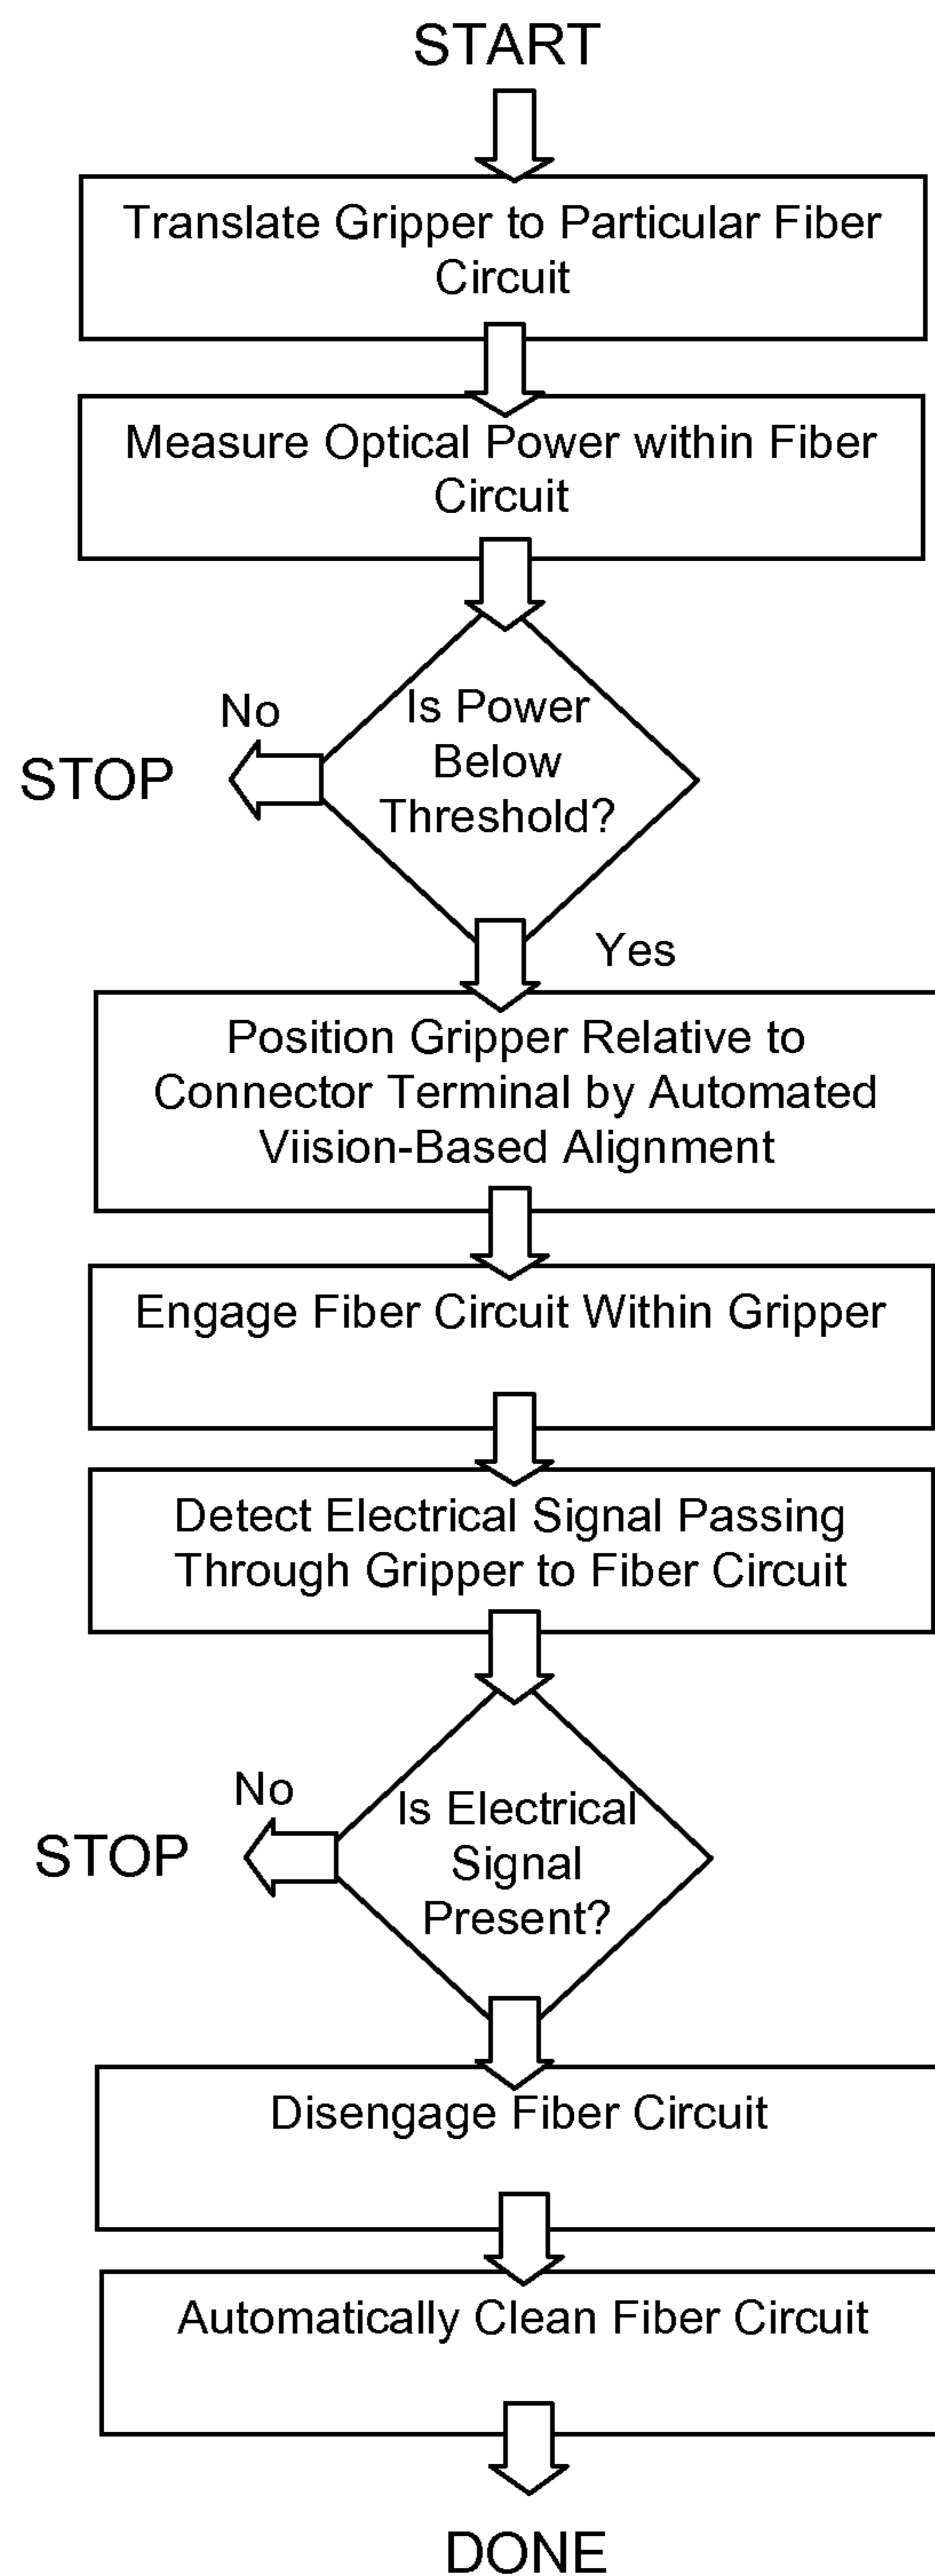 START
Translate Gripper to Particular Fiber
Circuit
Measure Optical Power within Fiber
Circuit
Is Power
Below
Threshold?
No
STOP
Yes
Position Gripper Relative to
Connector Terminal by Automated
Viision-Based Alignment
Engage Fiber Circuit Within Gripper
Detect Electrical Signal Passing
Through Gripper to Fiber Circuit
Is Electrical
Signal
Present?
No
STOP
Disengage Fiber Circuit
Automatically Clean Fiber Circuit
DONE